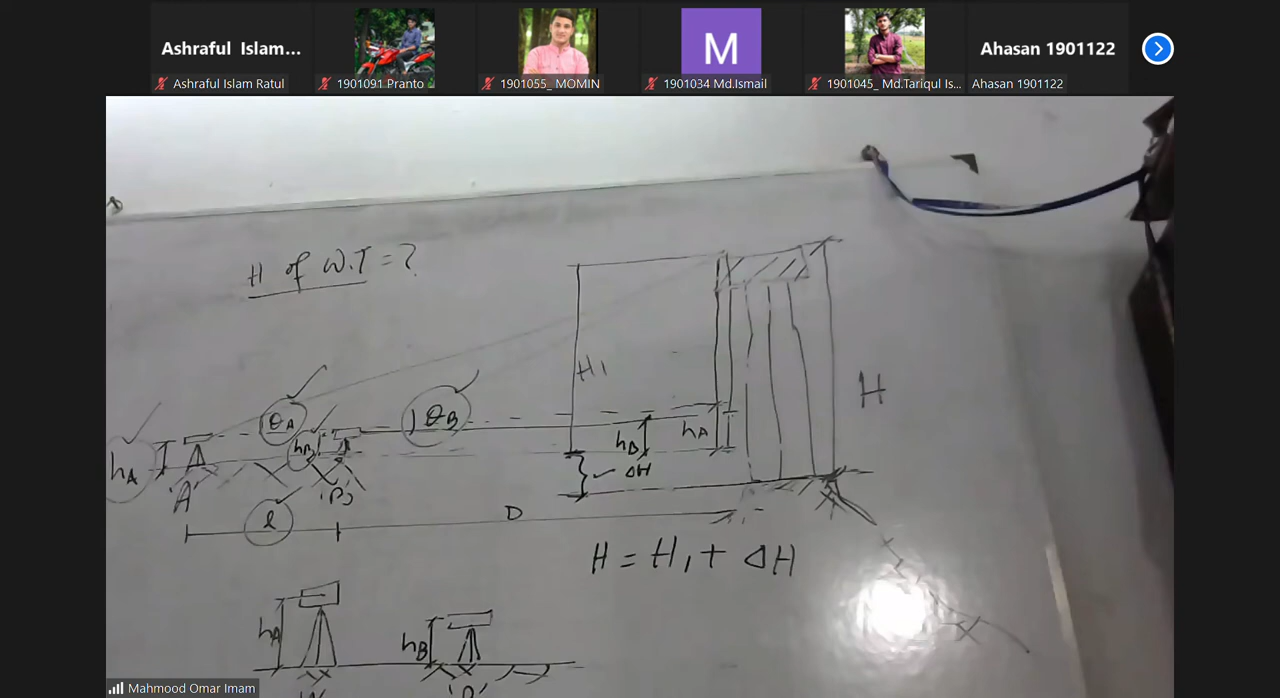 Ashraful Islam...
Ashraful Islam Ratul
1901091 Pranto
1901055_ MOMIN
M
1901034 Md.Ismail
1901045_ Md.Tariqul Is...
Ahasan 1901122
Ahasan 1901122
H of W.T = ?
H1
H
θA
θB
hA
hB
hB
hA
ΔH
'A'
'B'
l
D
H = H1 + ΔH
hA
hB
Mahmood Omar Imam